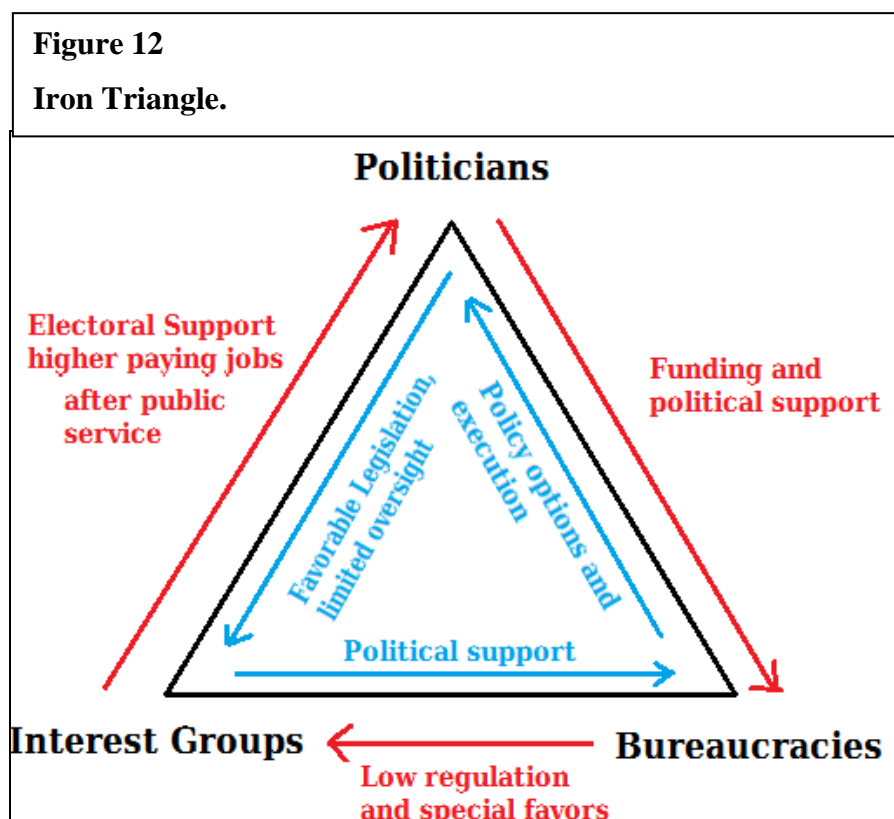 Figure 12
Iron Triangle.
Politicians
Electoral Support
higher paying jobs
after public
service
Favorable Legislation,
limited oversight
Policy options and
execution
Funding and
political support
Political support
Interest Groups
Bureaucracies
Low regulation
and special favors